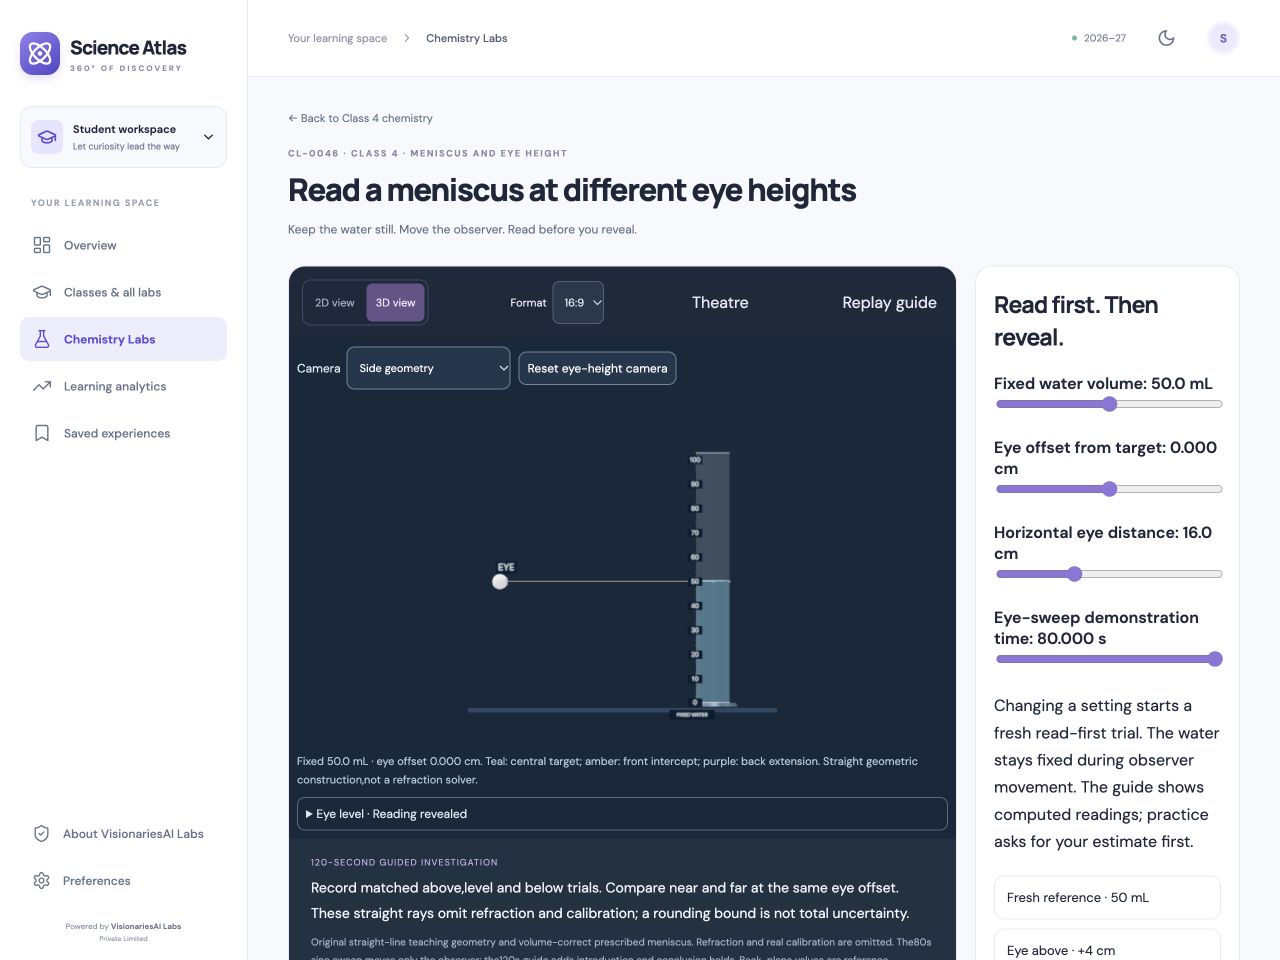 Science Atlas
360° OF DISCOVERY
Student workspace
Let curiosity lead the way
YOUR LEARNING SPACE
Overview
Classes & all labs
Chemistry Labs
Learning analytics
Saved experiences
About VisionariesAI Labs
Preferences
Powered by VisionariesAI Labs
Private Limited
Your learning space > Chemistry Labs
2026–27
S
← Back to Class 4 chemistry
CL-0046 · CLASS 4 · MENISCUS AND EYE HEIGHT
Read a meniscus at different eye heights
Keep the water still. Move the observer. Read before you reveal.
2D view 3D view Format 16:9 Theatre Replay guide
Camera Side geometry Reset eye-height camera
100
90
80
70
60
EYE
50
40
30
20
10
0
FIXED WATER
Fixed 50.0 mL · eye offset 0.000 cm. Teal: central target; amber: front intercept; purple: back extension. Straight geometric
construction,not a refraction solver.
▶ Eye level · Reading revealed
120-SECOND GUIDED INVESTIGATION
Record matched above,level and below trials. Compare near and far at the same eye offset.
These straight rays omit refraction and calibration; a rounding bound is not total uncertainty.
Original straight-line teaching geometry and volume-correct prescribed meniscus. Refraction and real calibration are omitted. The80s
Read first. Then
reveal.
Fixed water volume: 50.0 mL
Eye offset from target: 0.000
cm
Horizontal eye distance: 16.0
cm
Eye-sweep demonstration
time: 80.000 s
Changing a setting starts a
fresh read-first trial. The water
stays fixed during observer
movement. The guide shows
computed readings; practice
asks for your estimate first.
Fresh reference · 50 mL
Eye above · +4 cm